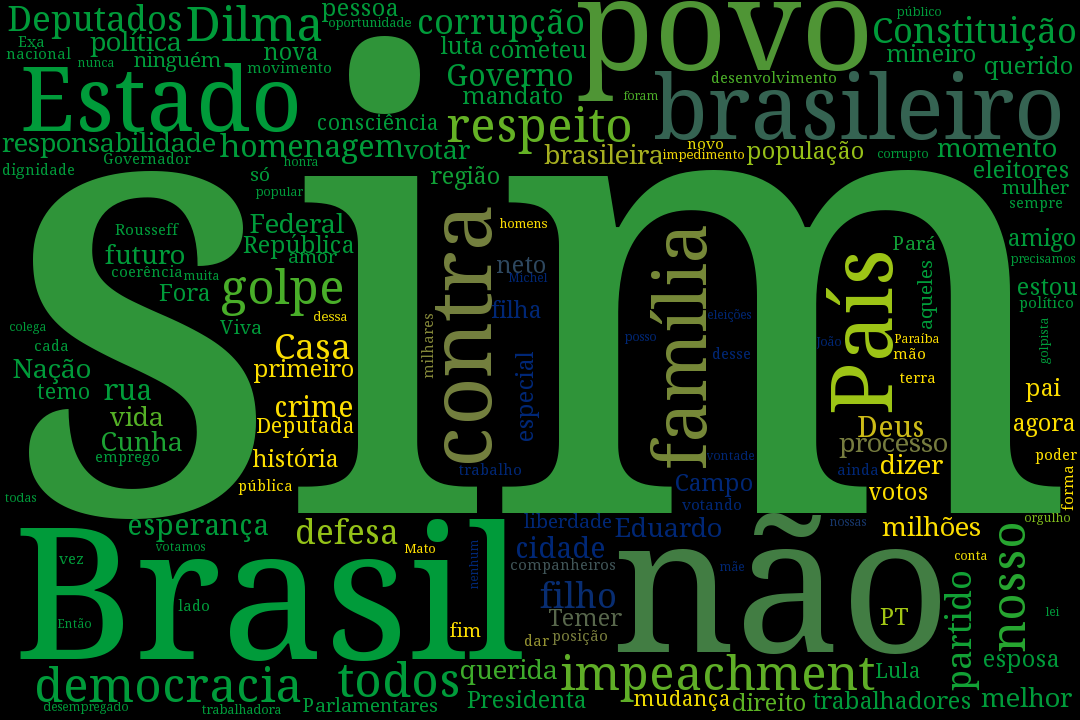 pessoa
povo
Deputados
Dilma
oportunidade
corrupção
público
Constituição
Exa
nacional
política
nunca
ninguém
nova
movimento
luta
cometeu
mineiro
querido
Governo
desenvolvimento
Estado
mandato
foram
brasileiro
consciência
respeito
responsabilidade
homenagem
votar
brasileira
novo
impedimento
população
corrupto
momento
dignidade
Governador
honra
só
região
eleitores
popular
mulher
sempre
sim
Rousseff
Federal
homens
futuro
República
amor
contra
neto
família
País
Pará
amigo
coerência
muita
Michel
precisamos
Fora
golpe
filha
aqueles
estou
político
dessa
eleições
colega
Viva
milhares
posso
João
Paraíba
golpista
cada
Casa
desse
mão
Nação
primeiro
especial
terra
temo
rua
crime
pai
vida
Deputada
Deus
agora
Cunha
processo
emprego
história
trabalho
vontade
ainda
dizer
poder
todas
pública
Campo
votos
forma
votando
esperança
defesa
liberdade
Eduardo
nossas
milhões
orgulho
Brasil
votamos
Mato
cidade
não
nosso
vez
nenhum
companheiros
mãe
conta
partido
lado
filho
Então
fim
Temer
PT
lei
dar
posição
democracia
todos
querida
impeachment
Lula
esposa
desempregado
trabalhadora
Parlamentares
Presidenta
mudança
direito
trabalhadores
melhor